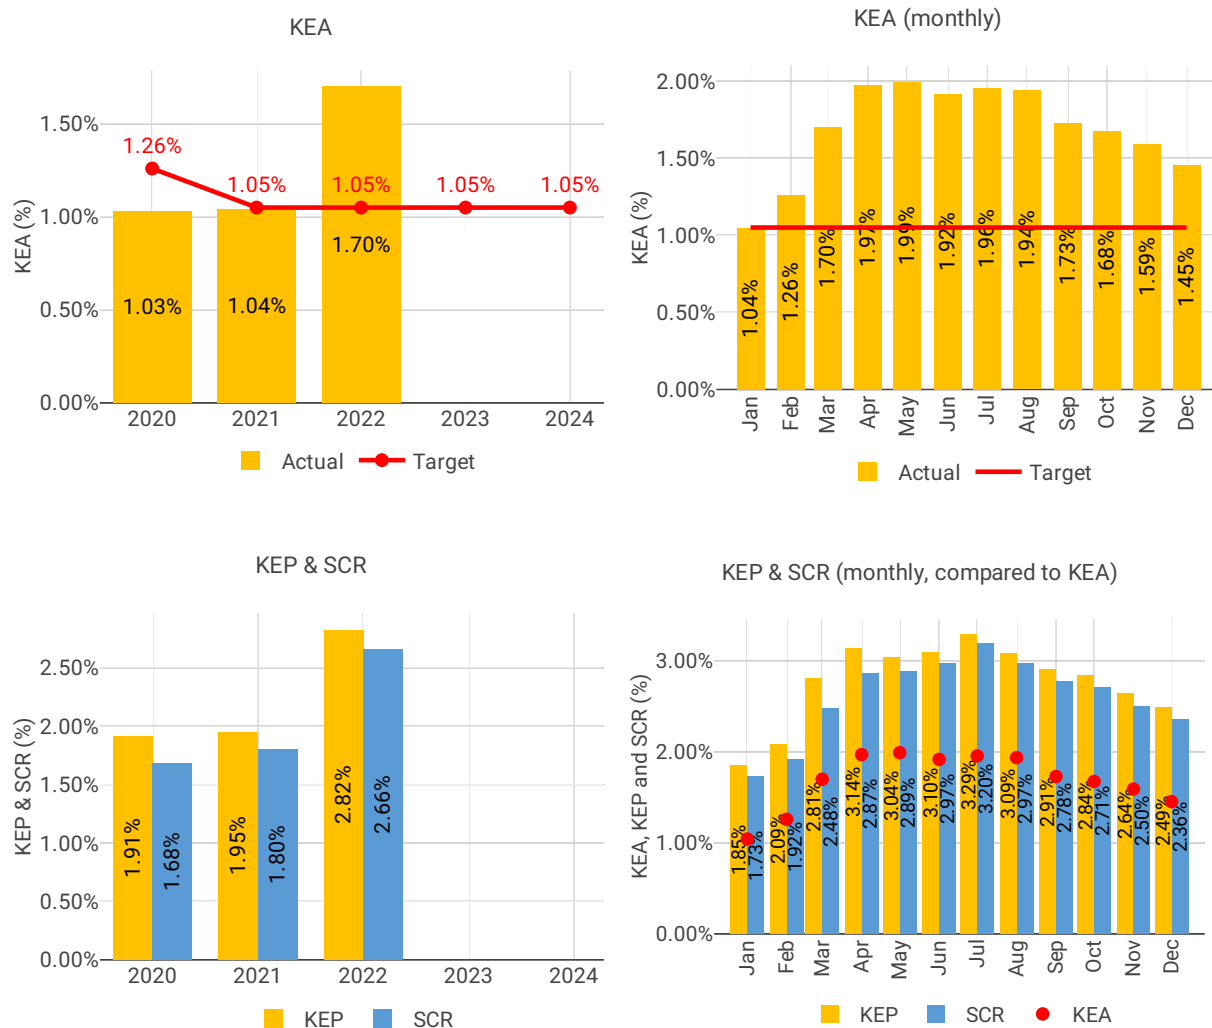 KEA
KEA (%)
1.50%
1.00%
0.50%
0.00%
1.26%
1.05%
1.05%
1.05%
1.05%
1.03%
1.04%
1.70%
2020
2021
2022
2023
2024
Actual
Target
KEA (monthly)
KEA (%)
2.00%
1.50%
1.00%
0.50%
0.00%
1.04%
1.26%
1.70%
1.97%
1.99%
1.92%
1.96%
1.94%
1.73%
1.68%
1.59%
1.45%
Jan
Feb
Mar
Apr
May
Jun
Jul
Aug
Sep
Oct
Nov
Dec
Actual
Target
KEP & SCR
KEP & SCR (%)
2.50%
2.00%
1.50%
1.00%
0.50%
0.00%
1.91%
1.68%
1.95%
1.80%
2.82%
2.66%
2020
2021
2022
2023
2024
KEP
SCR
KEP & SCR (monthly, compared to KEA)
KEA, KEP and SCR (%)
3.00%
2.00%
1.00%
0.00%
1.85%
1.73%
2.09%
1.92%
2.81%
2.48%
3.14%
2.87%
3.04%
2.89%
3.10%
2.97%
3.29%
3.20%
3.09%
2.97%
2.91%
2.78%
2.84%
2.71%
2.64%
2.50%
2.49%
2.36%
Jan
Feb
Mar
Apr
May
Jun
Jul
Aug
Sep
Oct
Nov
Dec
KEP
SCR
KEA